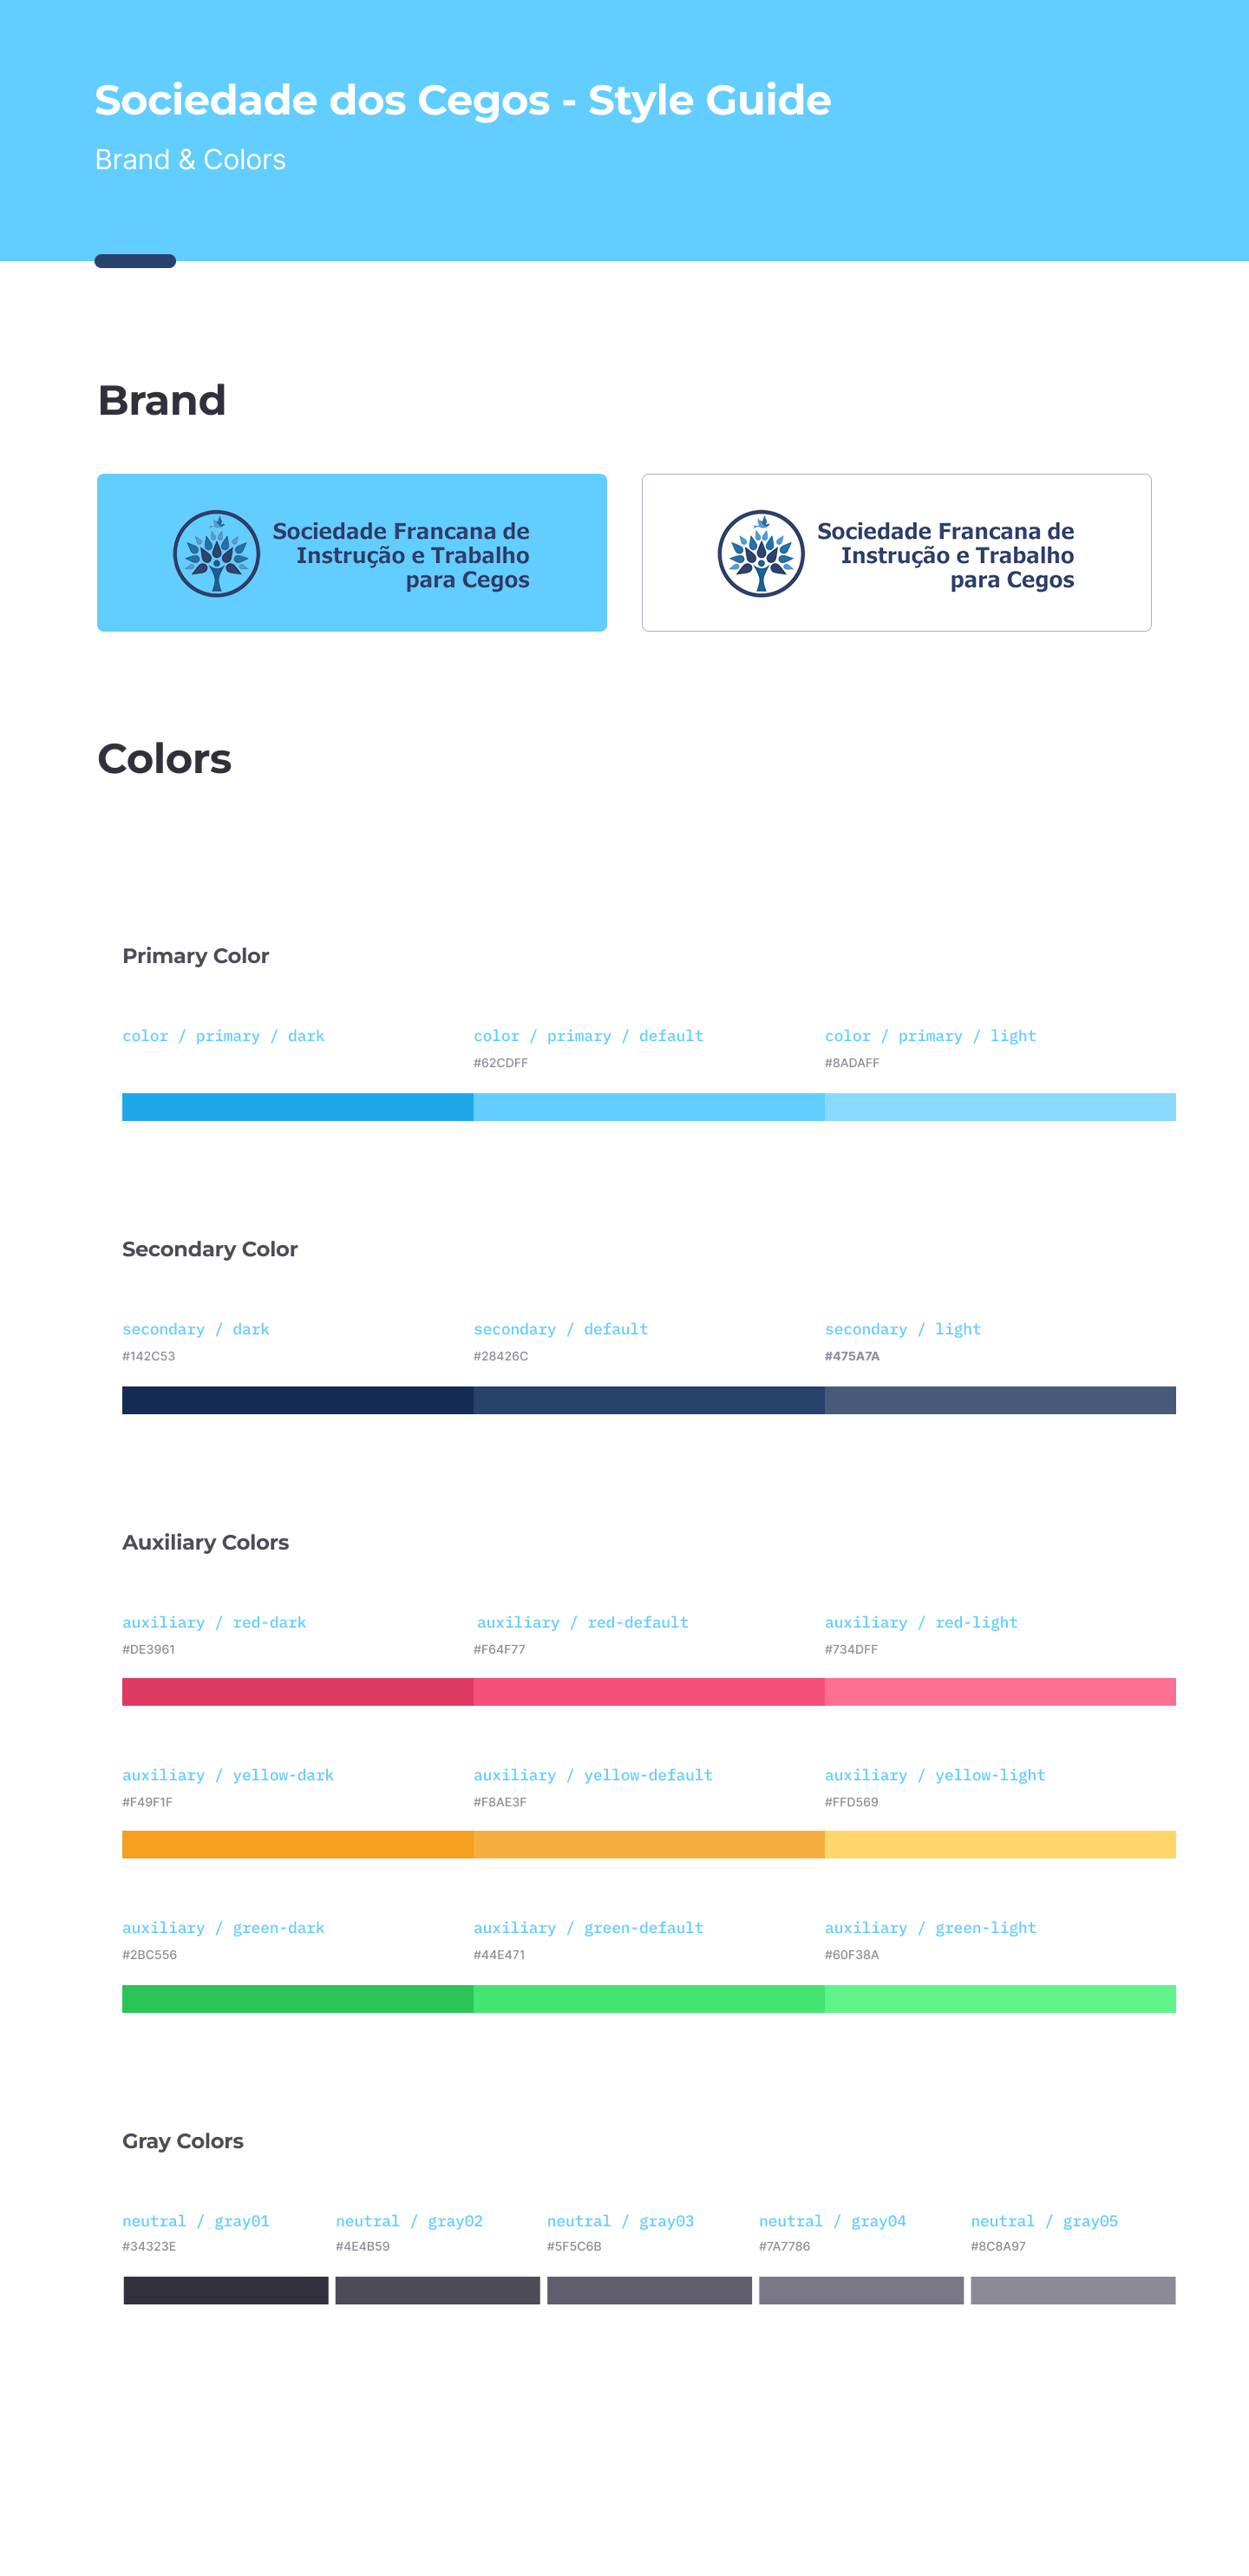 Sociedade dos Cegos - Style Guide
Brand & Colors
Brand
Sociedade Francana de
Instrução e Trabalho
para Cegos
Sociedade Francana de
Instrução e Trabalho
para Cegos
Colors
Primary Color
color / primary / dark
color / primary / default
color / primary / light
#62CDFF
#8ADAFF
Secondary Color
secondary / dark
secondary / default
secondary / light
#142C53
#28426C
#475A7A
Auxiliary Colors
auxiliary / red-dark
auxiliary / red-default
auxiliary / red-light
#DE3961
#F64F77
#734DFF
auxiliary / yellow-dark
auxiliary / yellow-default
auxiliary / yellow-light
#F49F1F
#F8AE3F
#FFD569
auxiliary / green-dark
auxiliary / green-default
auxiliary / green-light
#2BC556
#44E471
#60F38A
Gray Colors
neutral / gray01
neutral / gray02
neutral / gray03
neutral / gray04
neutral / gray05
#34323E
#4E4B59
#5F5C6B
#7A7786
#8C8A97